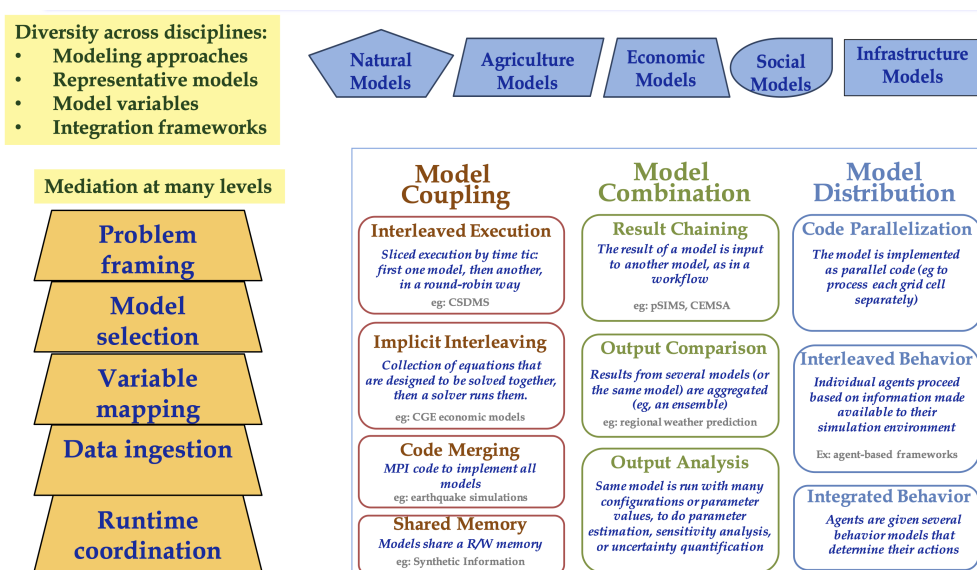 Diversity across disciplines:
• Modeling approaches
• Representative models
• Model variables
• Integration frameworks
Natural
Models
Agriculture
Models
Economic
Models
Social
Models
Infrastructure
Models
Mediation at many levels
Problem
framing
Model
selection
Variable
mapping
Data ingestion
Runtime
coordination
Model
Coupling
Interleaved Execution
Sliced execution by time tic:
first one model, then another,
in a round-robin way
eg: CSDMS
Implicit Interleaving
Collection of equations that
are designed to be solved together,
then a solver runs them.
eg: CGE economic models
Code Merging
MPI code to implement all
models
eg: earthquake simulations
Shared Memory
Models share a R/W memory
eg: Synthetic Information
Model
Combination
Result Chaining
The result of a model is input
to another model, as in a
workflow
eg: pSIMS, CEMSA
Output Comparison
Results from several models (or
the same model) are aggregated
(eg, an ensemble)
eg: regional weather prediction
Output Analysis
Same model is run with many
configurations or parameter
values, to do parameter
estimation, sensitivity analysis,
or uncertainty quantification
Model
Distribution
Code Parallelization
The model is implemented
as parallel code (eg to
process each grid cell
separately)
Interleaved Behavior
Individual agents proceed
based on information made
available to their
simulation environment
Ex: agent-based frameworks
Integrated Behavior
Agents are given several
behavior models that
determine their actions